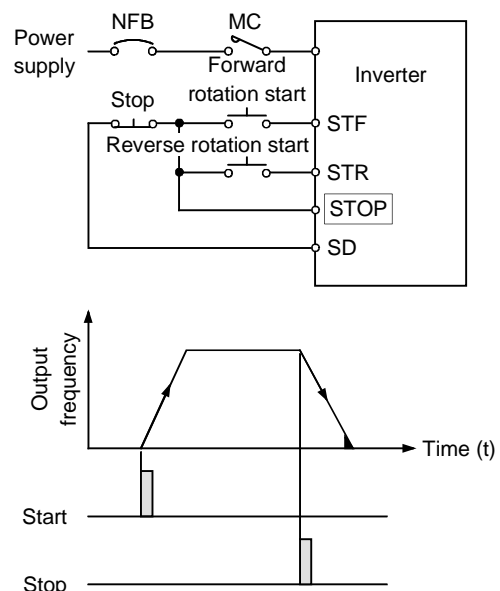 NFB
MC
Power
supply
Forward
Inverter
Stop
rotation start
STF
Reverse rotation start
STR
STOP
SD
Output
frequency
Time (t)
Start
Stop